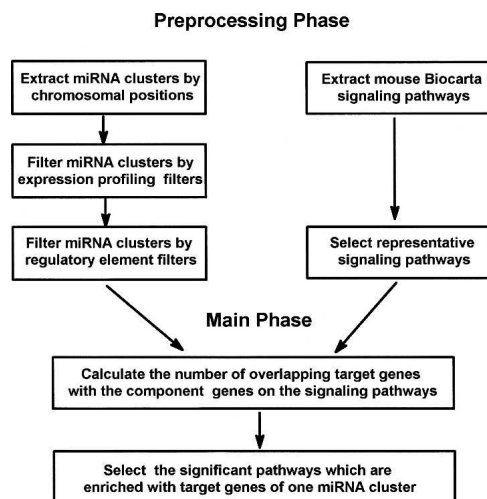 Preprocessing Phase
Extract miRNA clusters by
chromosomal positions
Extract mouse Biocarta
signaling pathways
Filter miRNA clusters by
expression profiling filters
Filter miRNA clusters by
regulatory element filters
Select representative
signaling pathways
Main Phase
Calculate the number of overlapping target genes
with the component genes on the signaling pathways
Select the significant pathways which are
enriched with target genes of one miRNA cluster